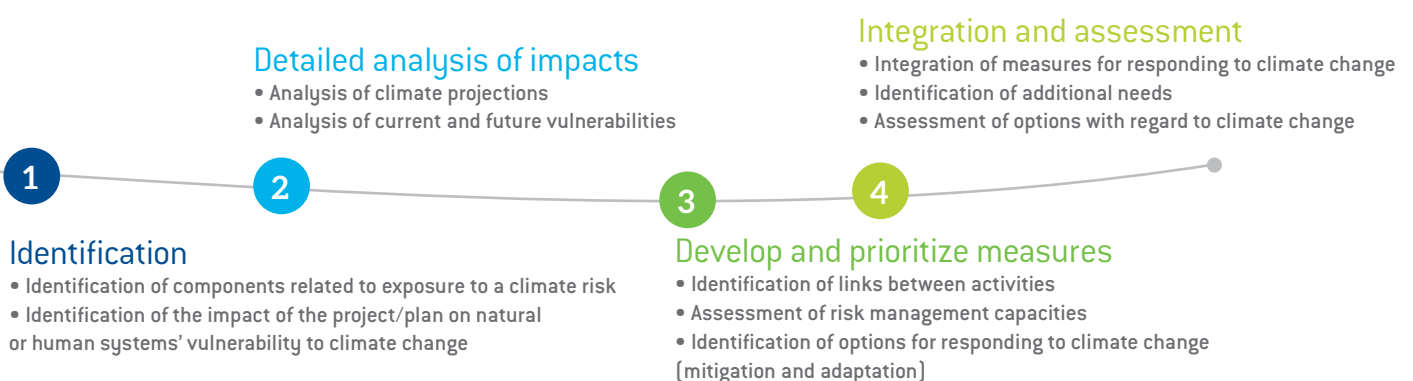 1
Identification
• Identification of components related to exposure to a climate risk
• Identification of the impact of the project/plan on natural
or human systems’ vulnerability to climate change
2
Detailed analysis of impacts
• Analysis of climate projections
• Analysis of current and future vulnerabilities
3
Develop and prioritize measures
• Identification of links between activities
• Assessment of risk management capacities
• Identification of options for responding to climate change
(mitigation and adaptation)
4
Integration and assessment
• Integration of measures for responding to climate change
• Identification of additional needs
• Assessment of options with regard to climate change